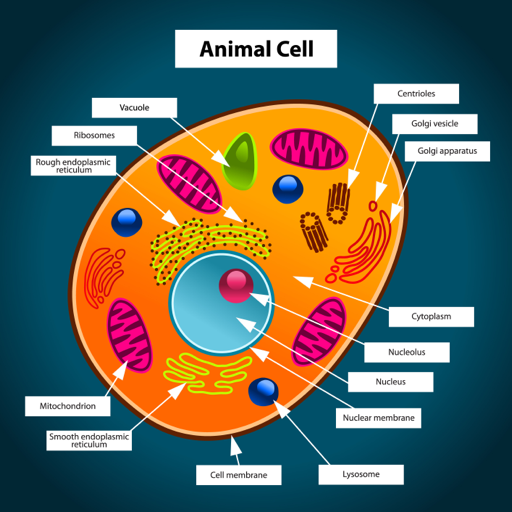 Animal Cell
Centrioles
Vacuole
Golgi vesicle
Ribosomes
Golgi apparatus
Rough endoplasmic
reticulum
Cytoplasm
Nucleolus
Nucleus
Mitochondrion
Nuclear membrane
Smooth endoplasmic
reticulum
Cell membrane
Lysosome